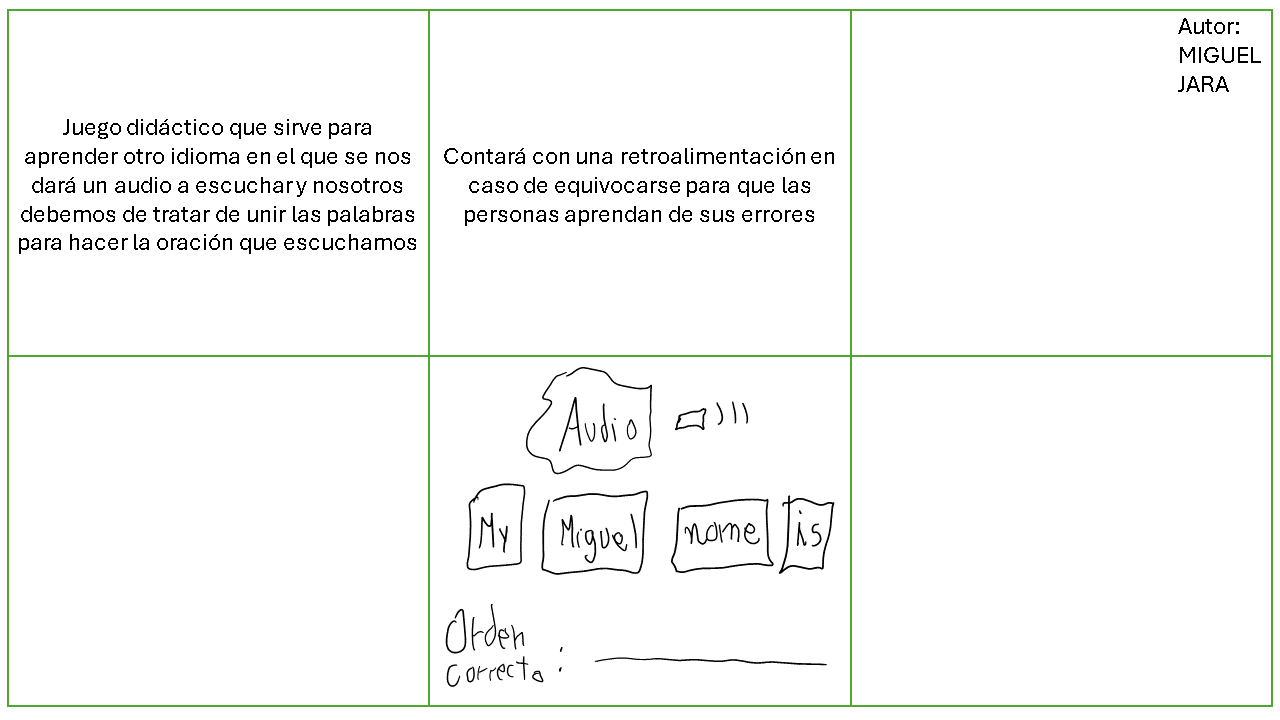 Juego didáctico que sirve para
aprender otro idioma en el que se nos
dará un audio a escuchar y nosotros
debemos de tratar de unir las palabras
para hacer la oración que escuchamos
Contará con una retroalimentación en
caso de equivocarse para que las
personas aprendan de sus errores
Autor:
MIGUEL
JARA
Audio
My Miguel name is
Orden
correcto: